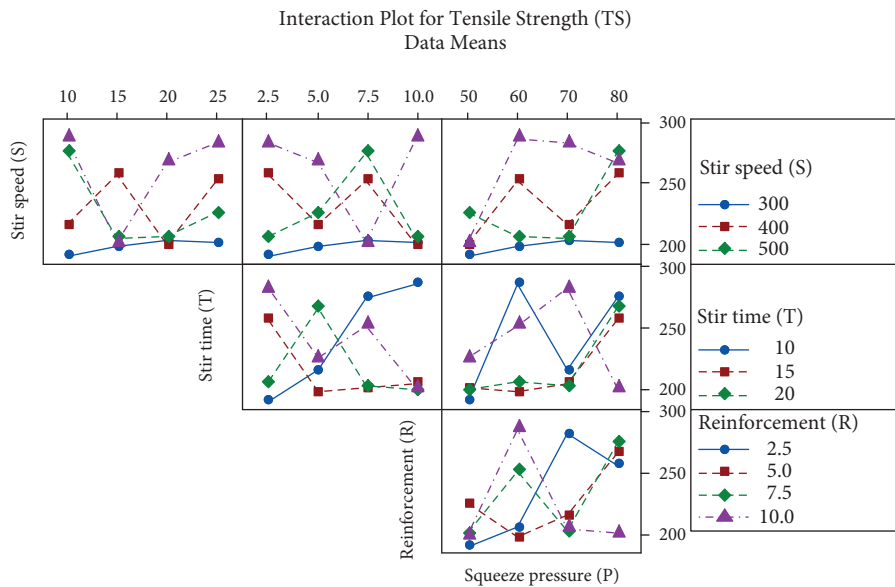 Interaction Plot for Tensile Strength (TS)
Data Means
10 15 20 25 2.5 5.0 7.5 10.0 50 60 70 80
Stir speed (S)
300
250
200
Stir speed (S)
300
400
500
Stir time (T)
300
250
200
Stir time (T)
10
15
20
Reinforcement (R)
300
250
200
Reinforcement (R)
2.5
5.0
7.5
10.0
Squeeze pressure (P)